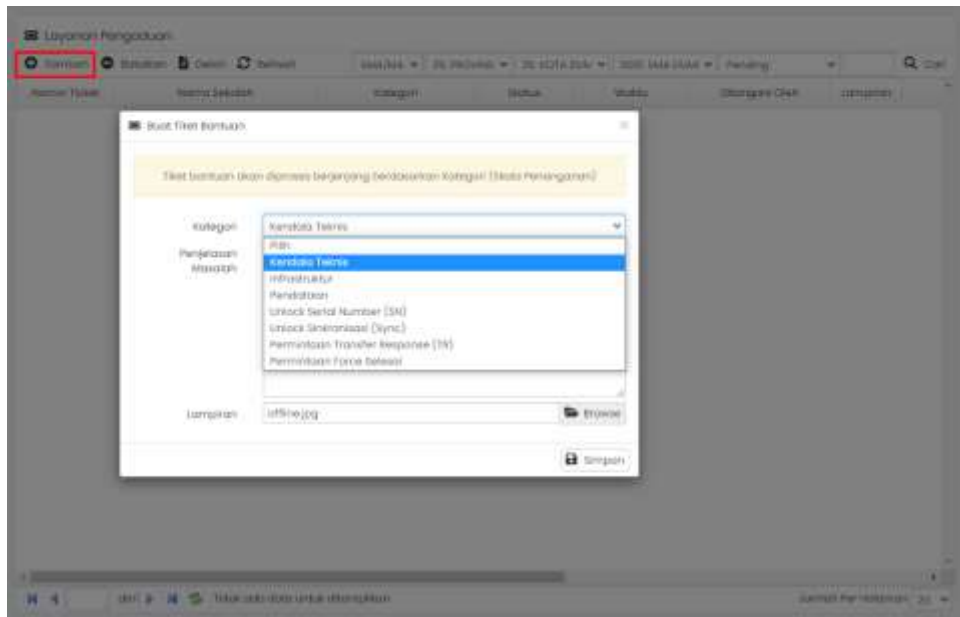 Layanan Pengaduan
Bantuan Batalkan Detail Refresh Pending Cari
Nomor Tiket Nama Sekolah Kategori Status Waktu Ditangani Oleh Lampiran
Buat Tiket Bantuan
Tiket bantuan akan diproses berjenjang berdasarkan Kategori (Skala Penanganan)
Kategori
Kendala Teknis
Pilih
Kendala Teknis
Infrastruktur
Pendataan
Unlock Serial Number (SN)
Unlock Sinkronisasi (Sync)
Permintaan Transfer Response (TR)
Permintaan Force Selesai
Penjelasan
Masalah
Lampiran
offline.jpg
Browse
Simpan
dari
Tidak ada data untuk ditampilkan
Jumlah Per Halaman 20